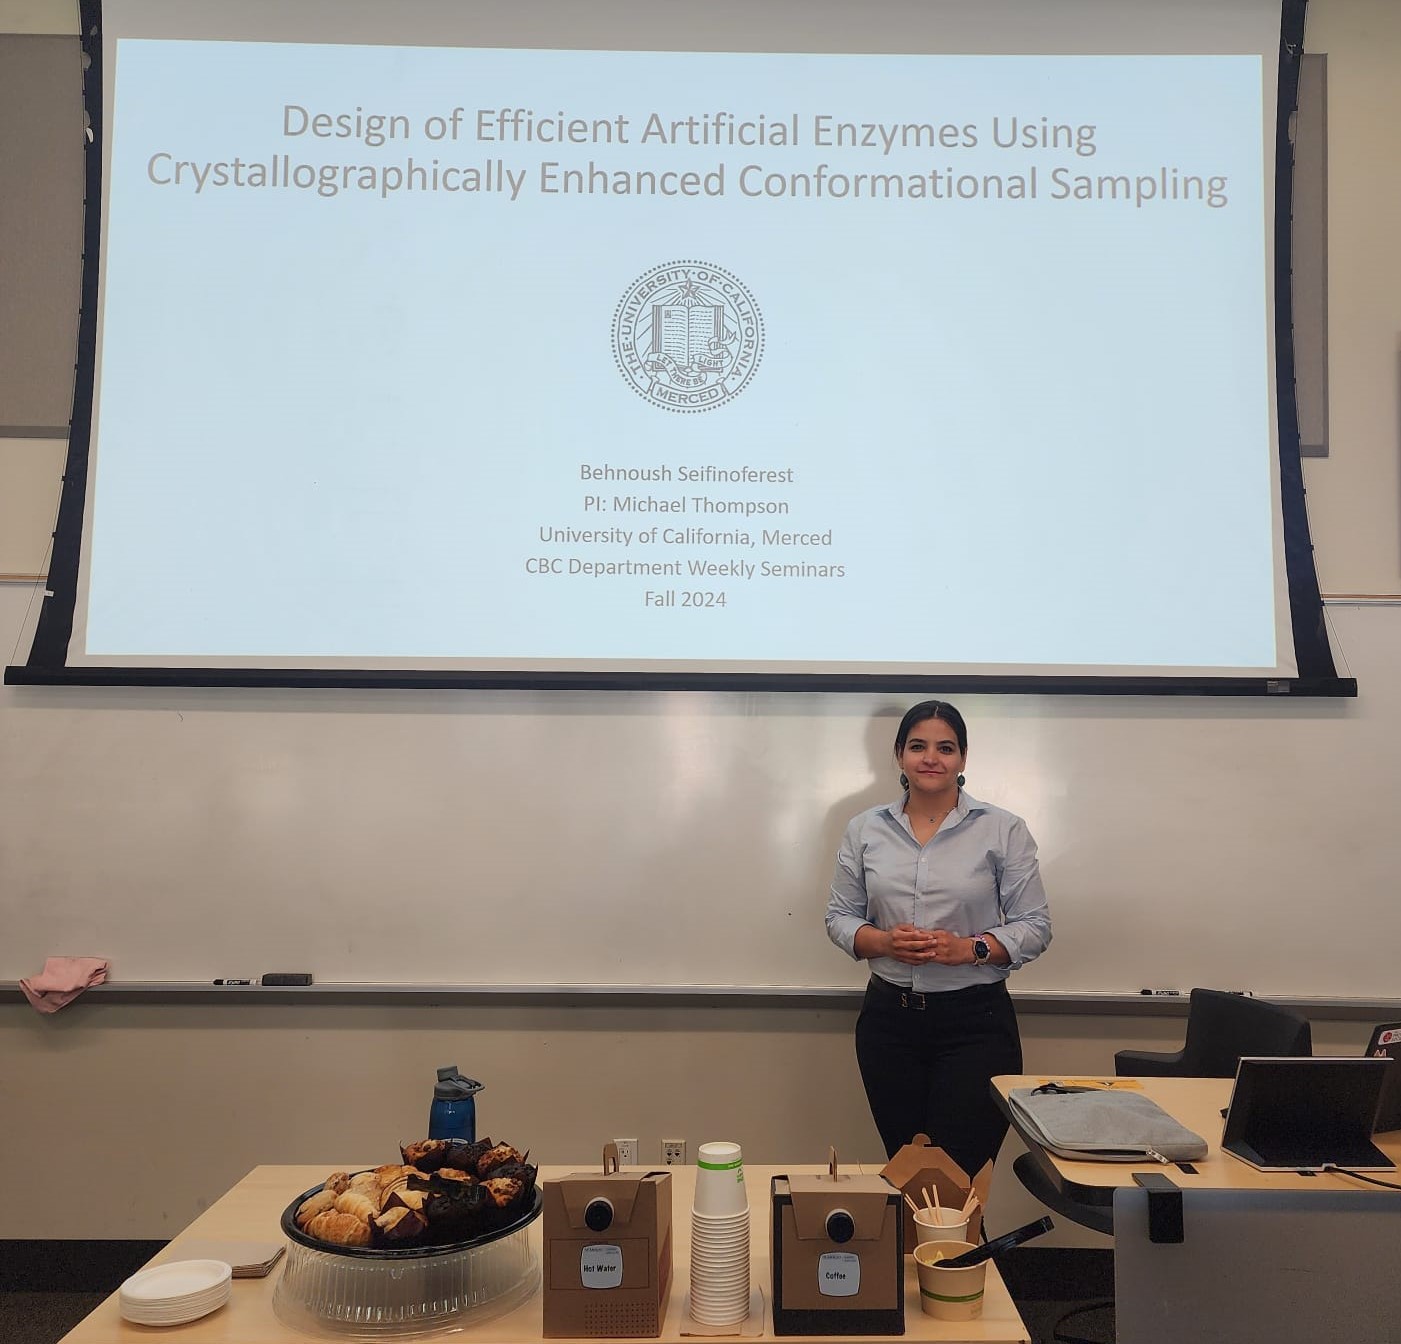 Design of Efficient Artificial Enzymes Using
Crystallographically Enhanced Conformational Sampling
THE·UNIVERSITY·OF·CALIFORNIA
LET THERE BE LIGHT
MERCED
Behnoush Seifinoferest
PI: Michael Thompson
University of California, Merced
CBC Department Weekly Seminars
Fall 2024
Hot Water
Coffee